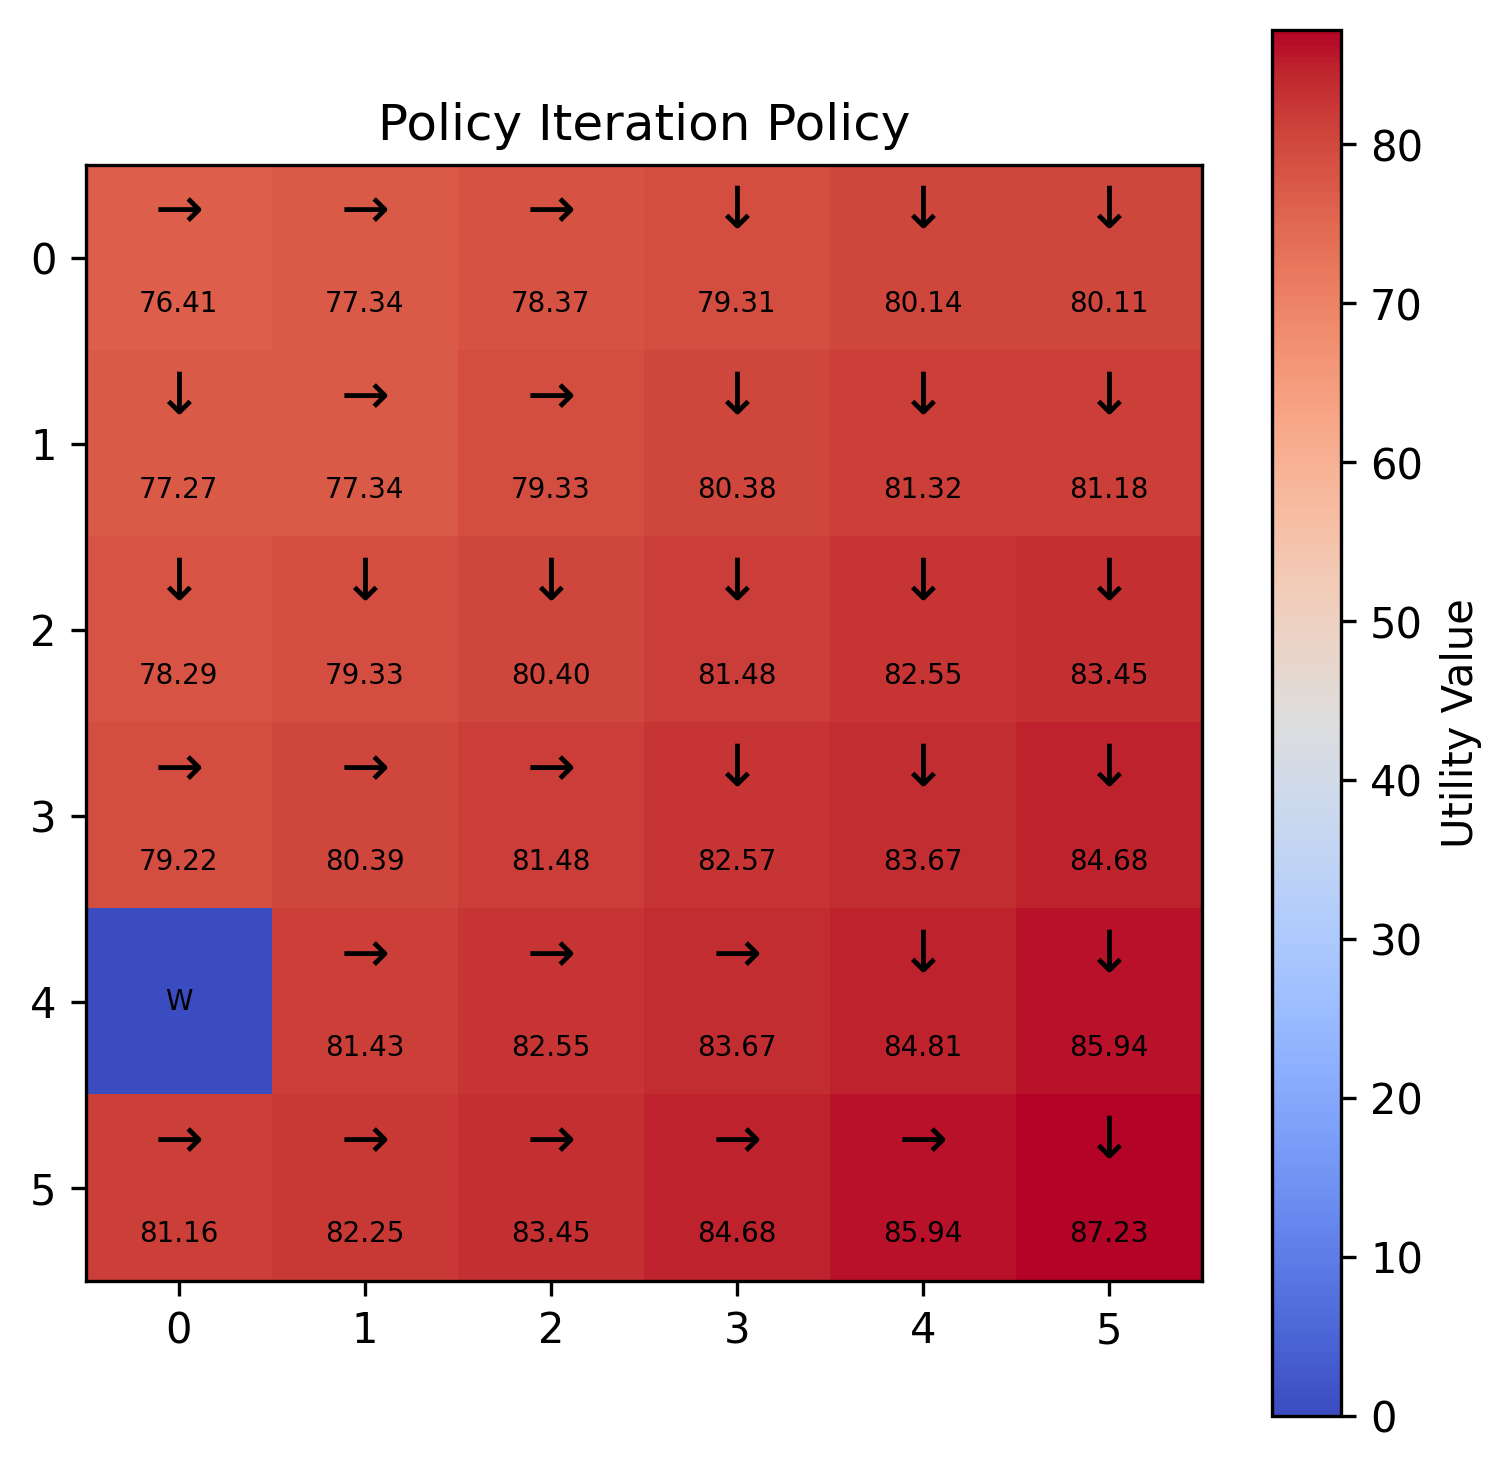 Policy Iteration Policy
0 → → → ↓ ↓ ↓
76.41 77.34 78.37 79.31 80.14 80.11
1 ↓ → → ↓ ↓ ↓
77.27 77.34 79.33 80.38 81.32 81.18
2 ↓ ↓ ↓ ↓ ↓ ↓
78.29 79.33 80.40 81.48 82.55 83.45
3 → → → ↓ ↓ ↓
79.22 80.39 81.48 82.57 83.67 84.68
4 W → → → ↓ ↓
81.43 82.55 83.67 84.81 85.94
5 → → → → → ↓
81.16 82.25 83.45 84.68 85.94 87.23
0 1 2 3 4 5
80
70
60
50
40
30
20
10
0
Utility Value